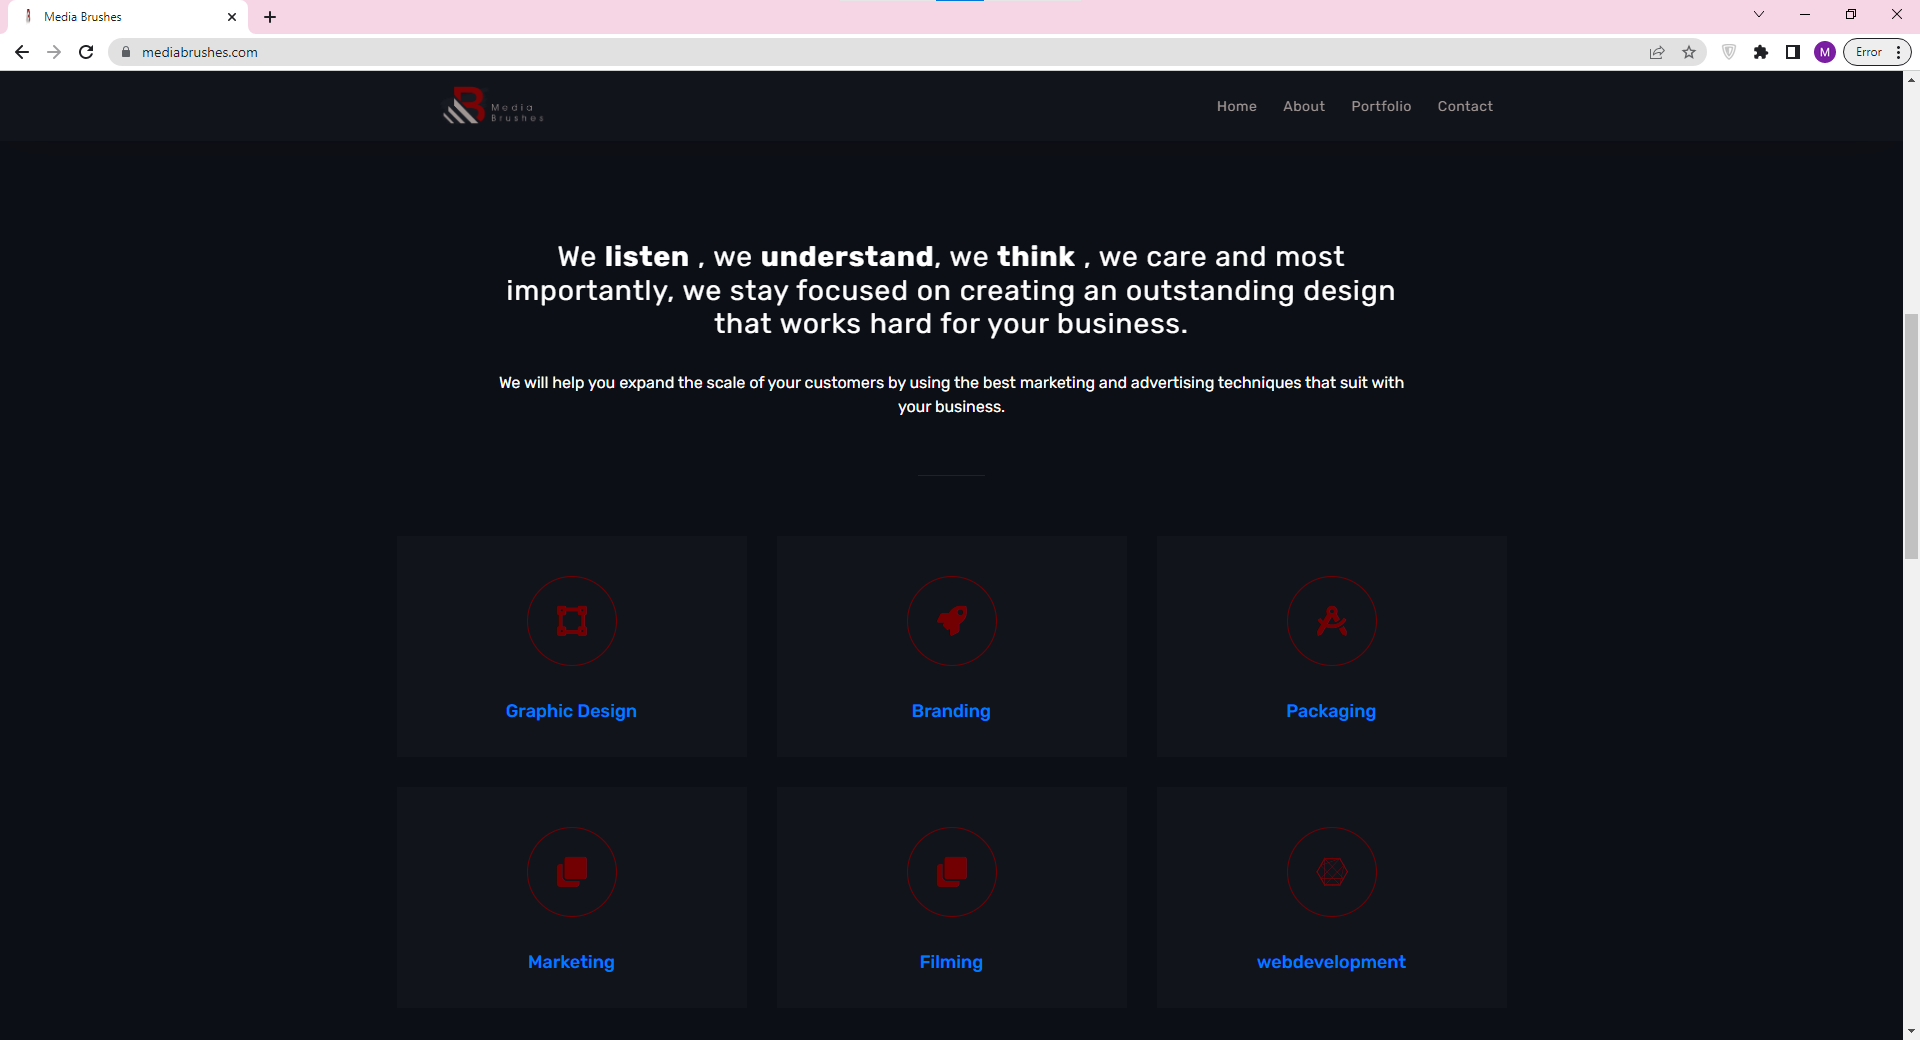 Media Brushes
mediabrushes.com
M
Error
B
Media
Brushes
Home About Portfolio Contact
We listen , we understand, we think , we care and most
importantly, we stay focused on creating an outstanding design
that works hard for your business.
We will help you expand the scale of your customers by using the best marketing and advertising techniques that suit with
your business.
Graphic Design
Branding
Packaging
Marketing
Filming
webdevelopment